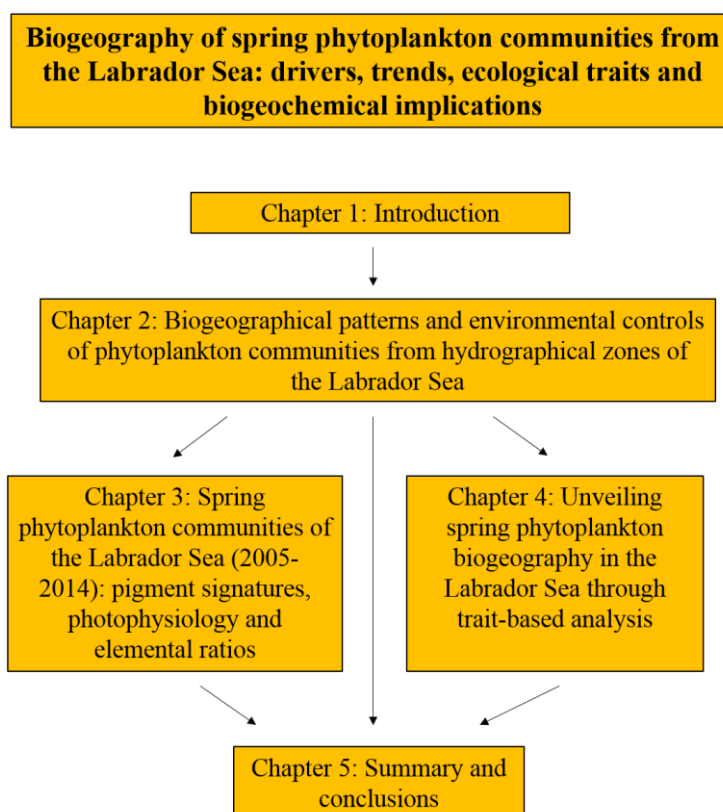 Biogeography of spring phytoplankton communities from
the Labrador Sea: drivers, trends, ecological traits and
biogeochemical implications
Chapter 1: Introduction
Chapter 2: Biogeographical patterns and environmental controls
of phytoplankton communities from hydrographical zones of
the Labrador Sea
Chapter 3: Spring
phytoplankton communities of
the Labrador Sea (2005-
2014): pigment signatures,
photophysiology and
elemental ratios
Chapter 4: Unveiling
spring phytoplankton
biogeography in the
Labrador Sea through
trait-based analysis
Chapter 5: Summary and
conclusions